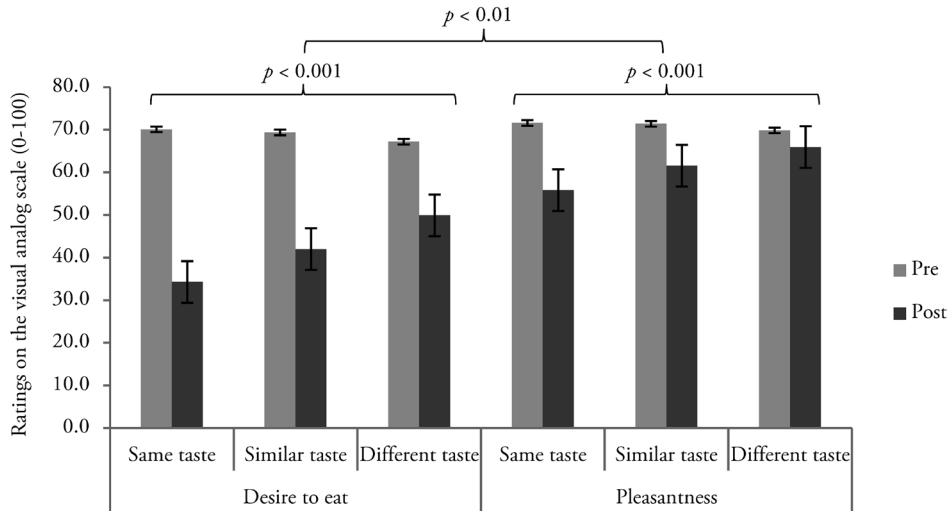 p < 0.01
p < 0.001
p < 0.001
Ratings on the visual analog scale (0-100)
80.0
70.0
60.0
50.0
40.0
30.0
20.0
10.0
0.0
Pre
Post
Same taste Similar taste Different taste Same taste Similar taste Different taste
Desire to eat Pleasantness